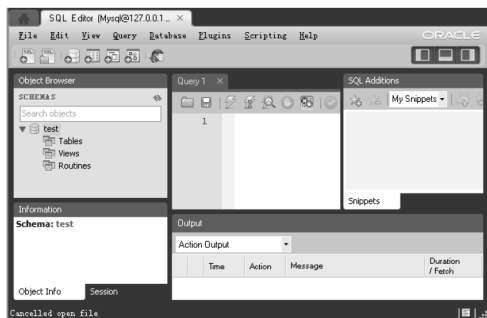 SQL Editor (Mysql@127.0.0.1 ... ×
File Edit View Query Database Plugins Scripting Help
ORACLE
Object Browser
SCHEMAS
Search objects
test
Tables
Views
Routines
Information
Schema: test
Object Info Session
Query 1 ×
1
SQL Additions
My Snippets
Snippets
Output
Action Output
Time Action Message Duration / Fetch
Cancelled open file